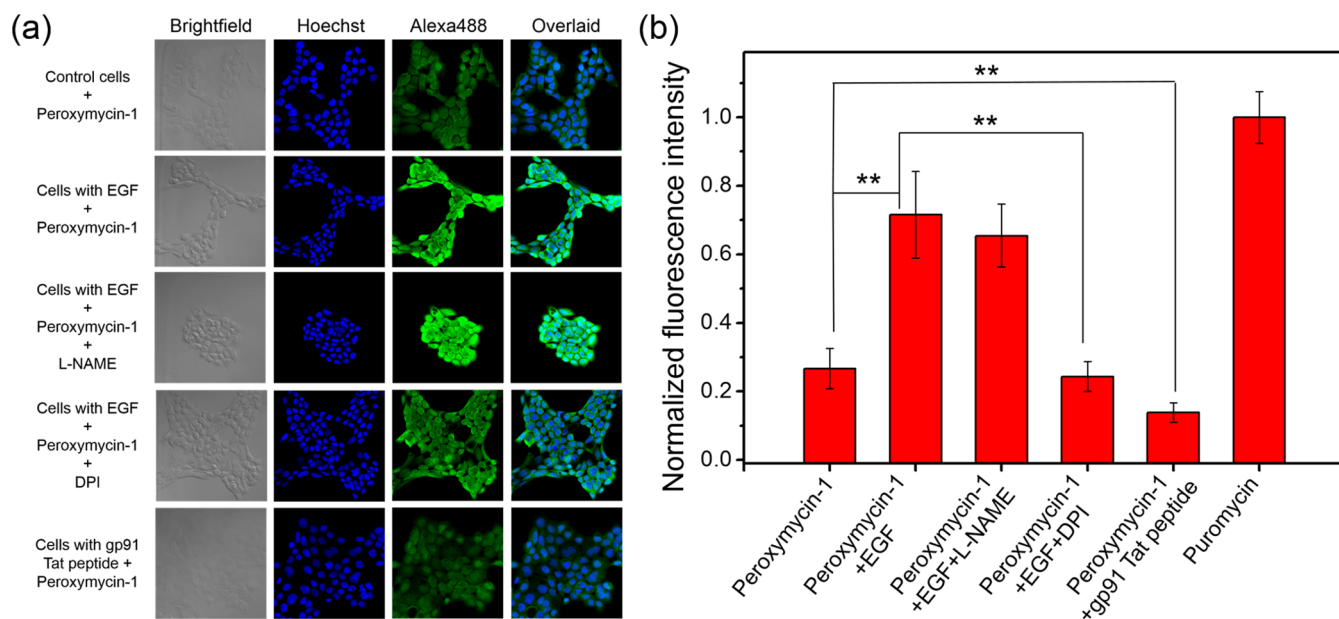 (a)
Brightfield
Hoechst
Alexa488
Overlaid
Control cells
+
Peroxymycin-1
Cells with EGF
+
Peroxymycin-1
Cells with EGF
+
Peroxymycin-1
+
L-NAME
Cells with EGF
+
Peroxymycin-1
+
DPI
Cells with gp91
Tat peptide +
Peroxymycin-1
(b)
Normalized fluorescence intensity
1.0
0.8
0.6
0.4
0.2
0.0
**
**
**
Peroxymycin-1
Peroxymycin-1
+EGF
Peroxymycin-1
+EGF+L-NAME
Peroxymycin-1
+EGF+DPI
Peroxymycin-1
+gp91 Tat peptide
Puromycin